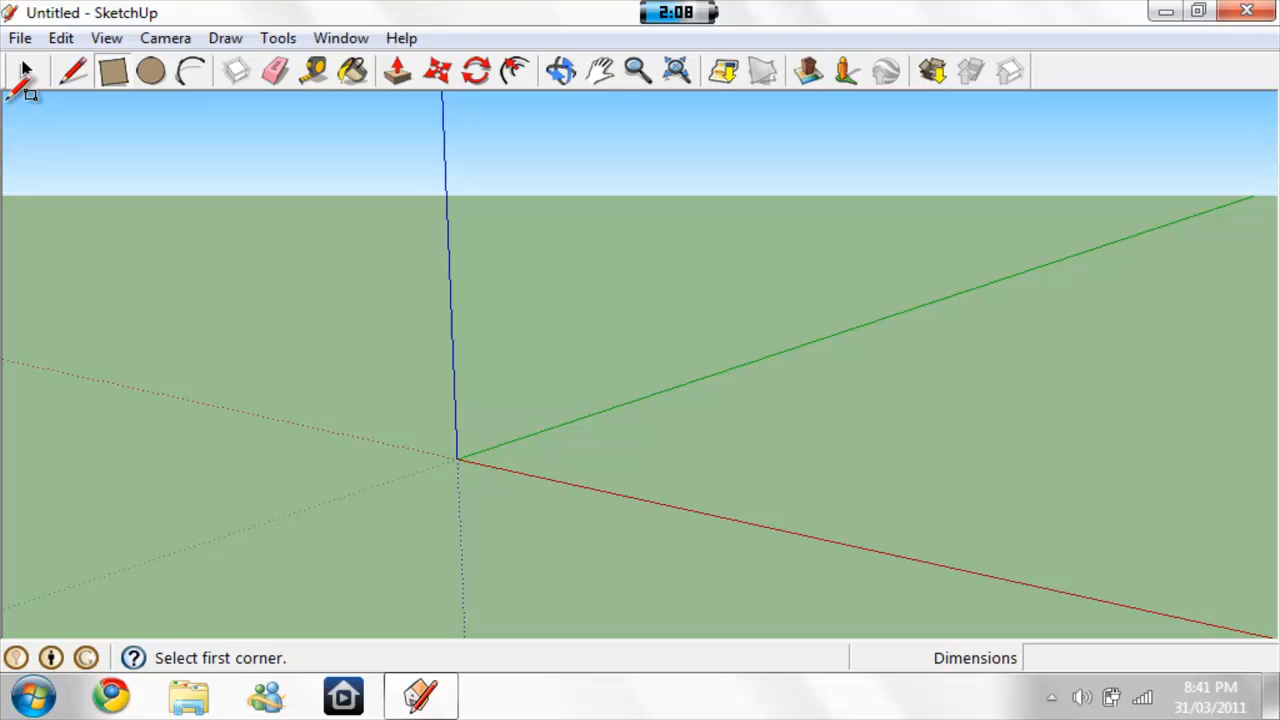 Untitled - SketchUp
2:08
File Edit View Camera Draw Tools Window Help
Select first corner.
Dimensions
8:41 PM
31/03/2011